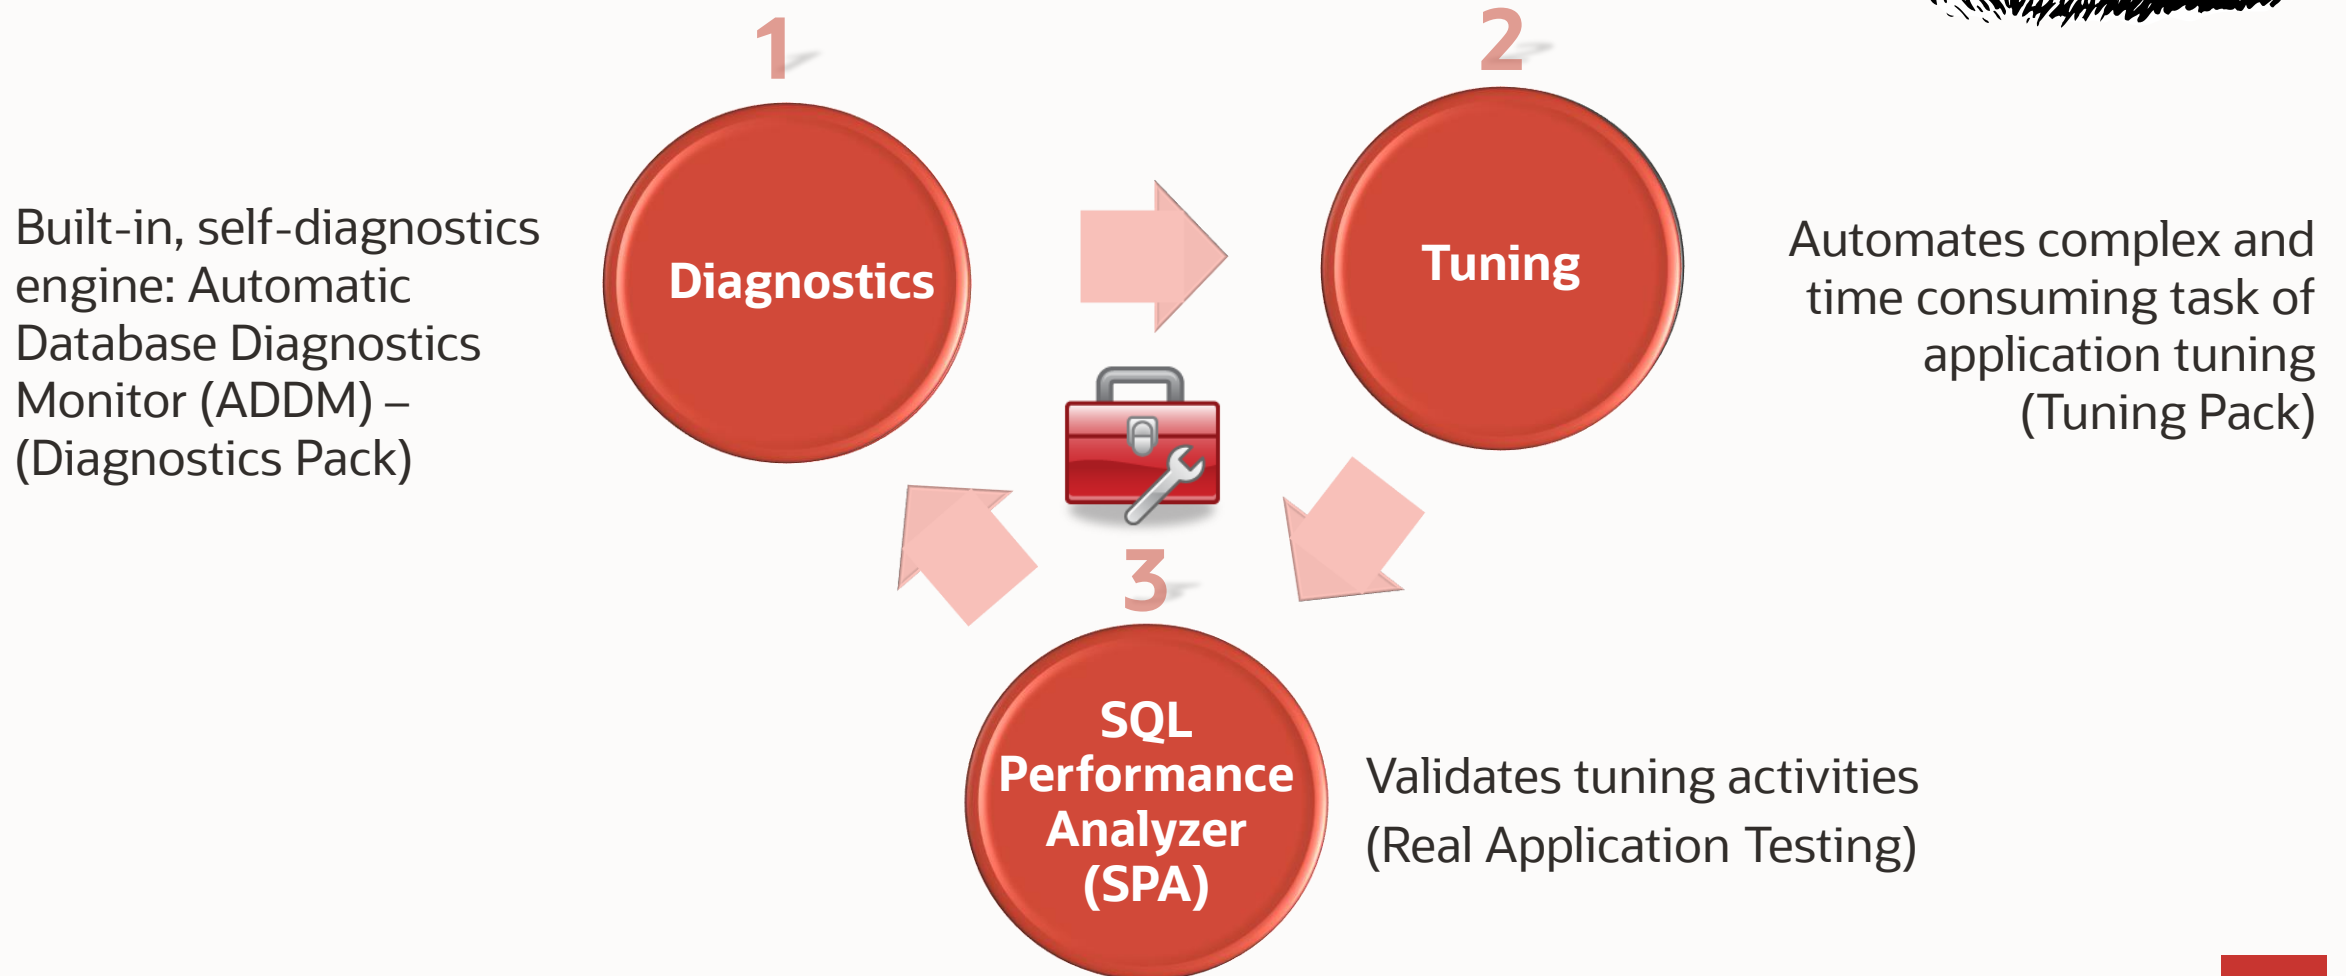 1
Diagnostics
Built-in, self-diagnostics
engine: Automatic
Database Diagnostics
Monitor (ADDM) –
(Diagnostics Pack)
2
Tuning
Automates complex and
time consuming task of
application tuning
(Tuning Pack)
3
SQL
Performance
Analyzer
(SPA)
Validates tuning activities
(Real Application Testing)